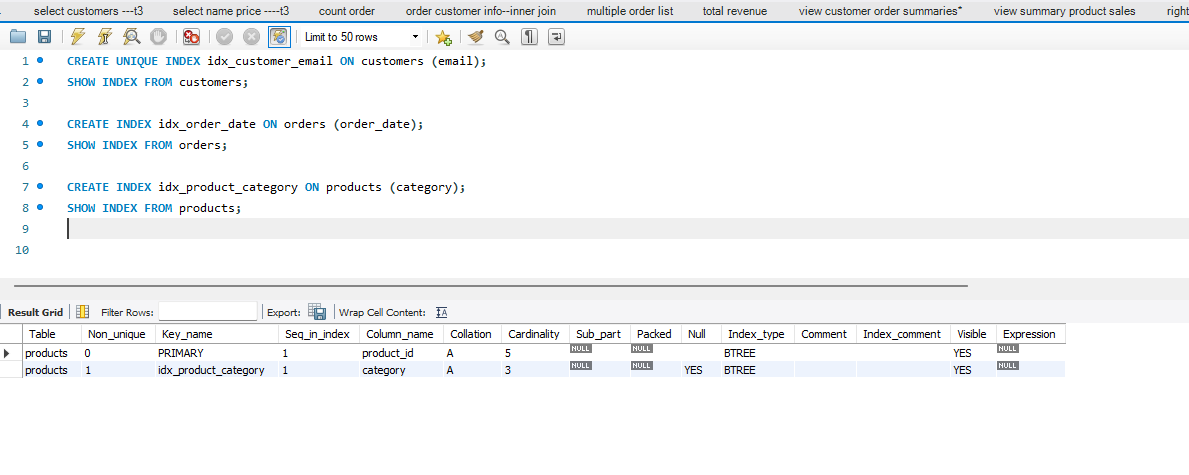 select customers ---t3 select name price ----t3 count order order customer info--inner join multiple order list total revenue view customer order summaries* view summary product sales right
Limit to 50 rows
1 CREATE UNIQUE INDEX idx_customer_email ON customers (email);
2 SHOW INDEX FROM customers;
3
4 CREATE INDEX idx_order_date ON orders (order_date);
5 SHOW INDEX FROM orders;
6
7 CREATE INDEX idx_product_category ON products (category);
8 SHOW INDEX FROM products;
9
10
Result Grid Filter Rows: Export: Wrap Cell Content: IA
Table Non_unique Key_name Seq_in_index Column_name Collation Cardinality Sub_part Packed Null Index_type Comment Index_comment Visible Expression
products 0 PRIMARY 1 product_id A 5 NULL NULL BTREE YES NULL
products 1 idx_product_category 1 category A 3 NULL NULL YES BTREE YES NULL